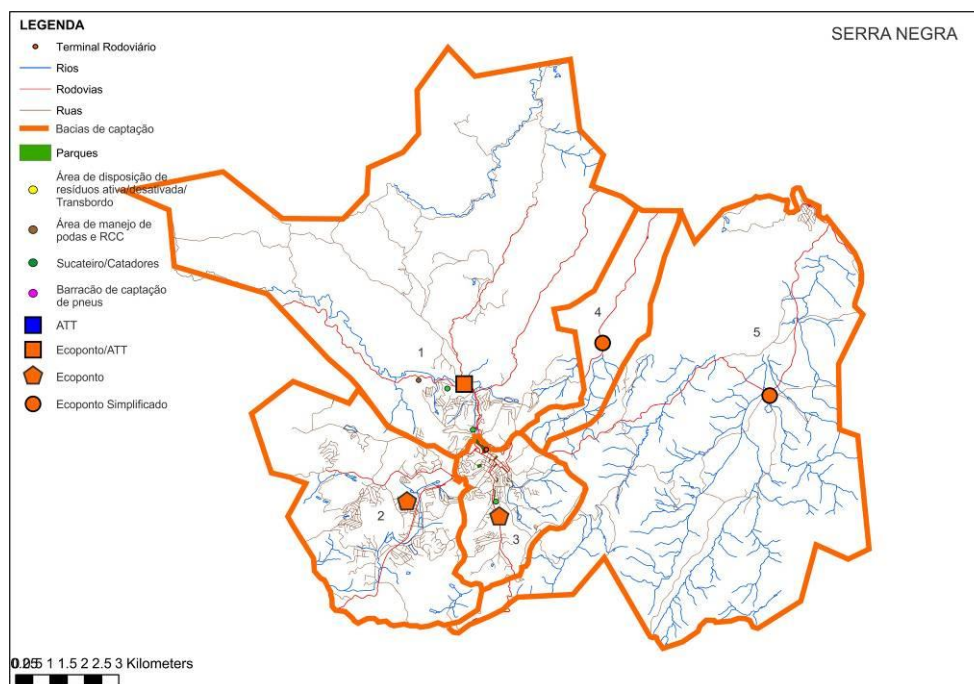 LEGENDA
Terminal Rodoviário
Rios
Rodovias
Ruas
Bacias de captação
Parques
Área de disposição de
resíduos ativa/desativada/
Transbordo
Área de manejo de
podas e RCC
Sucateiro/Catadores
Barracão de captação
de pneus
ATT
Ecoponto/ATT
Ecoponto
Ecoponto Simplificado
SERRA NEGRA
4
5
1
2
3
1 1.5 2 2.5 3 Kilometers